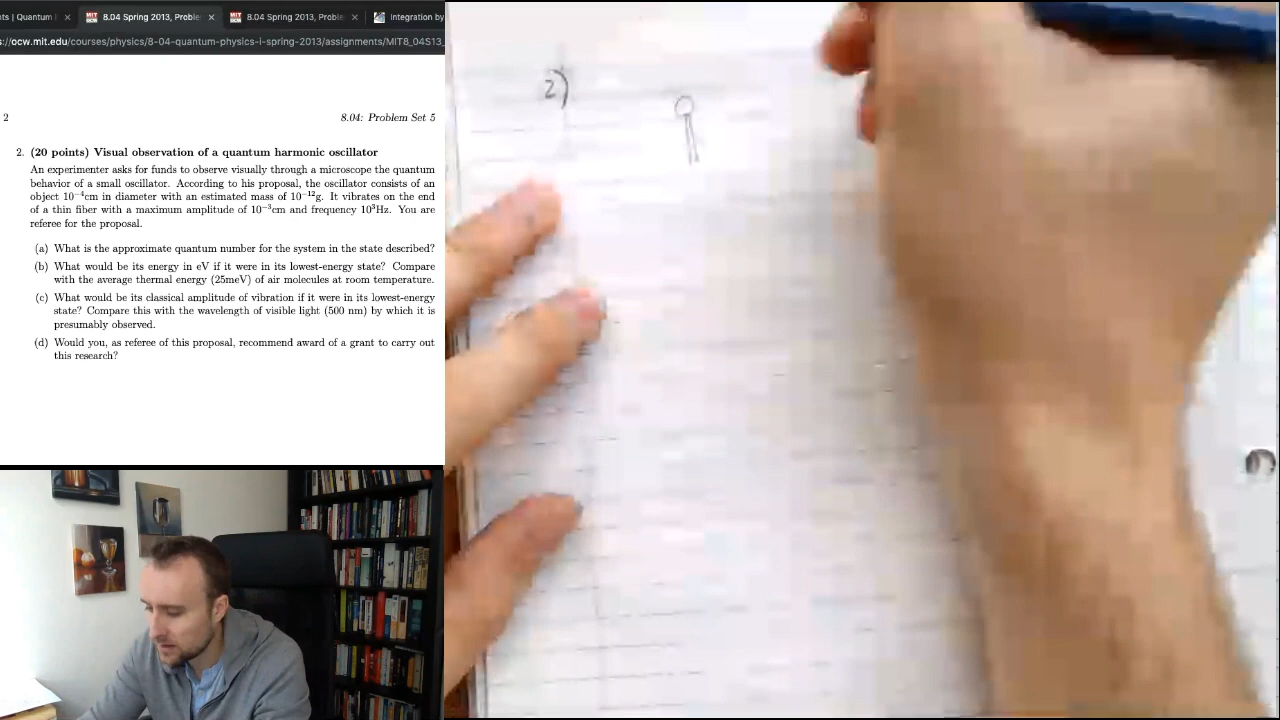 ts | Quantum
8.04 Spring 2013, Proble
8.04 Spring 2013, Proble
Integration by
://ocw.mit.edu/courses/physics/8-04-quantum-physics-i-spring-2013/assignments/MIT8_04S13_
2
8.04: Problem Set 5
2. (20 points) Visual observation of a quantum harmonic oscillator
An experimenter asks for funds to observe visually through a microscope the quantum
behavior of a small oscillator. According to his proposal, the oscillator consists of an
object 10⁻⁴cm in diameter with an estimated mass of 10⁻¹²g. It vibrates on the end
of a thin fiber with a maximum amplitude of 10⁻³cm and frequency 10³Hz. You are
referee for the proposal.
(a) What is the approximate quantum number for the system in the state described?
(b) What would be its energy in eV if it were in its lowest-energy state? Compare
with the average thermal energy (25meV) of air molecules at room temperature.
(c) What would be its classical amplitude of vibration if it were in its lowest-energy
state? Compare this with the wavelength of visible light (500 nm) by which it is
presumably observed.
(d) Would you, as referee of this proposal, recommend award of a grant to carry out
this research?
2)